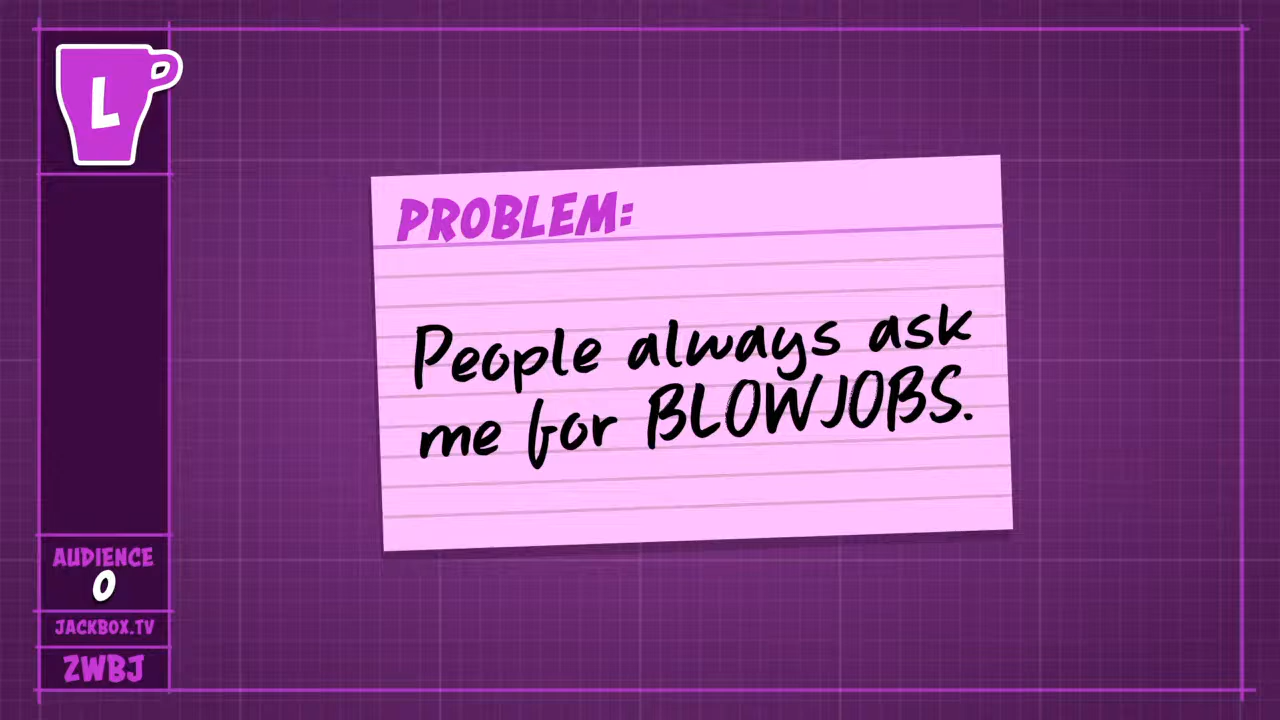 L
PROBLEM:
People always ask
me for BLOWJOBS.
AUDIENCE
0
JACKBOX.TV
ZWBJ